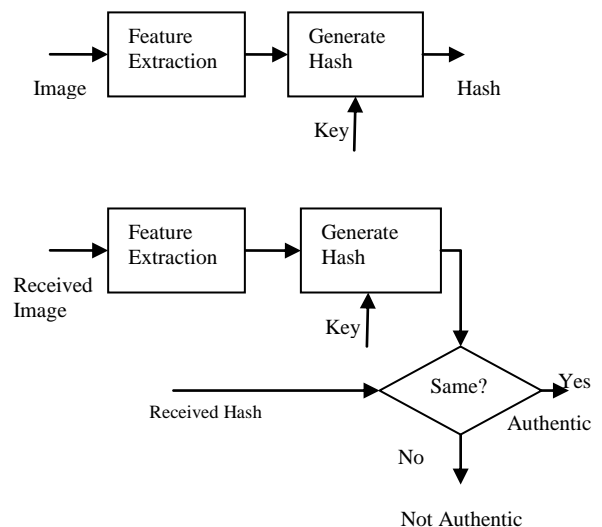 Feature
Extraction
Generate
Hash
Image
Hash
Key
Feature
Extraction
Generate
Hash
Received
Image
Key
Same?
Yes
Received Hash
Authentic
No
Not Authentic